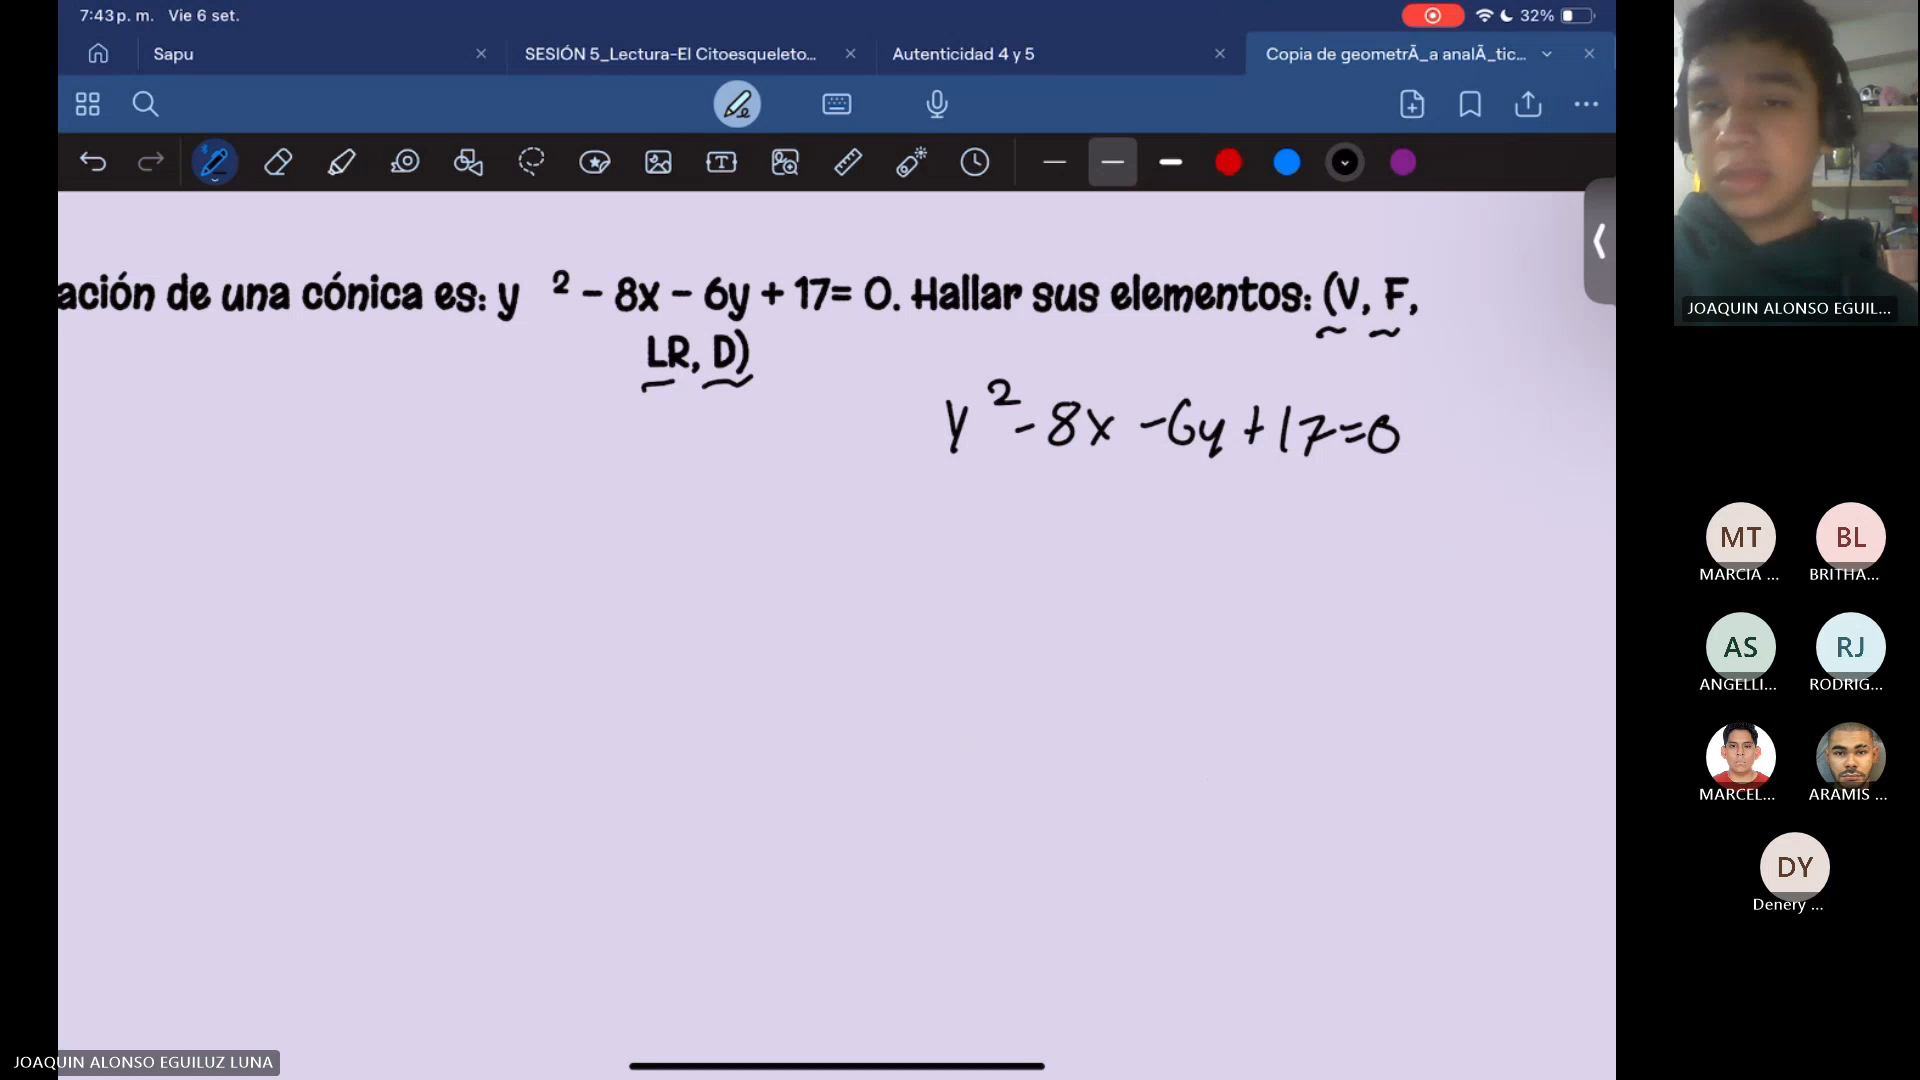 7:43 p. m. Vie 6 set.
32%
Sapu
SESIÓN 5_Lectura-El Citoesqueleto...
Autenticidad 4 y 5
Copia de geometrÃ_a analÃ_tic...
ación de una cónica es: y ² - 8x - 6y + 17= 0. Hallar sus elementos: (V, F,
LR, D)
y² - 8x - 6y + 17 = 0
JOAQUIN ALONSO EGUIL...
MT
BL
MARCIA ...
BRITHA...
AS
RJ
ANGELLI...
RODRIG...
MARCEL...
ARAMIS ...
DY
Denery ...
JOAQUIN ALONSO EGUILUZ LUNA